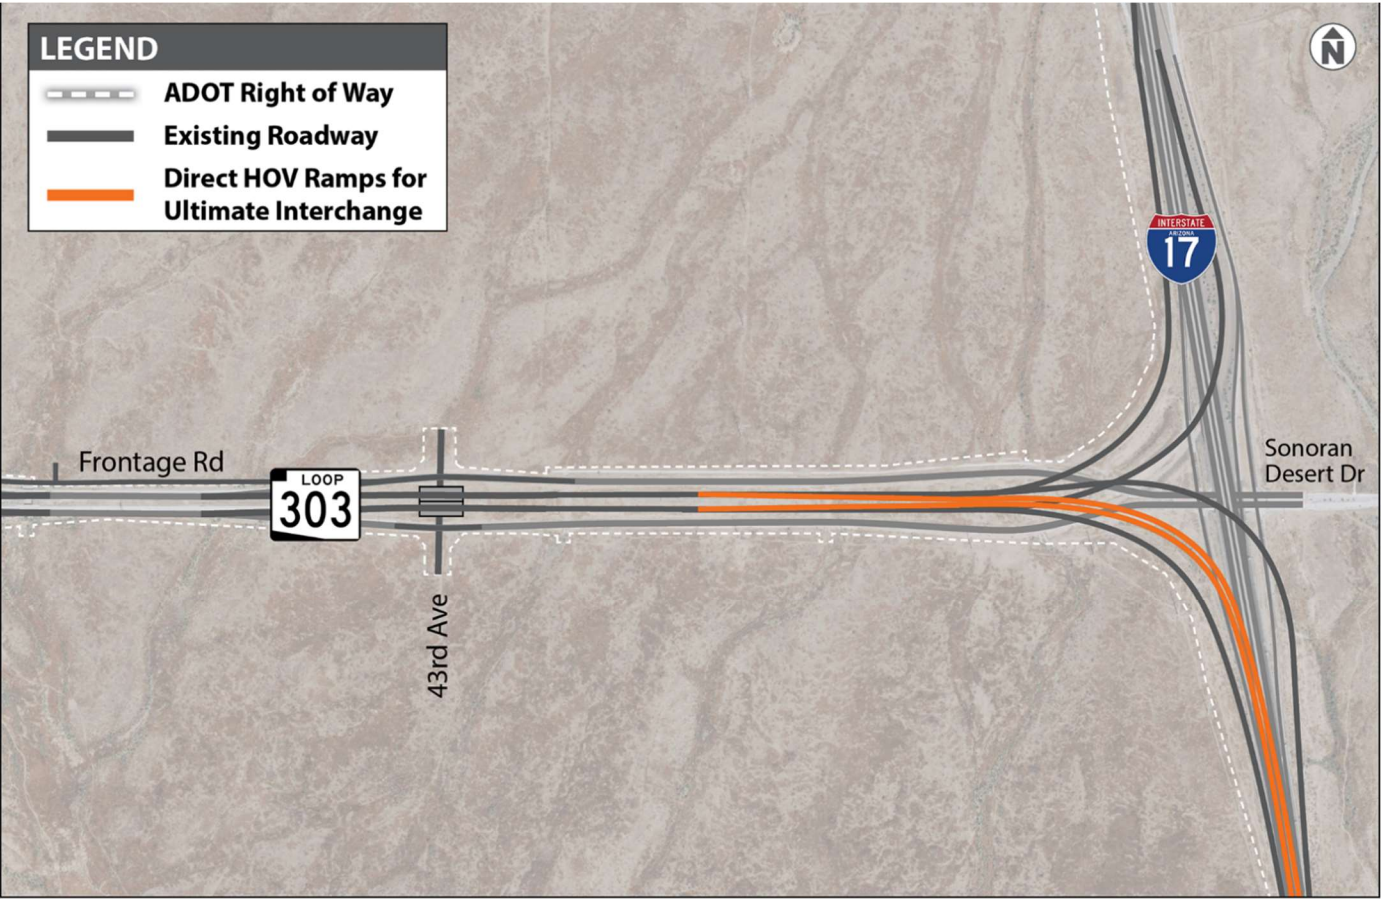 LEGEND
ADOT Right of Way
Existing Roadway
Direct HOV Ramps for
Ultimate Interchange
N
INTERSTATE
ARIZONA
17
Frontage Rd
LOOP
303
Sonoran
Desert Dr
43rd Ave